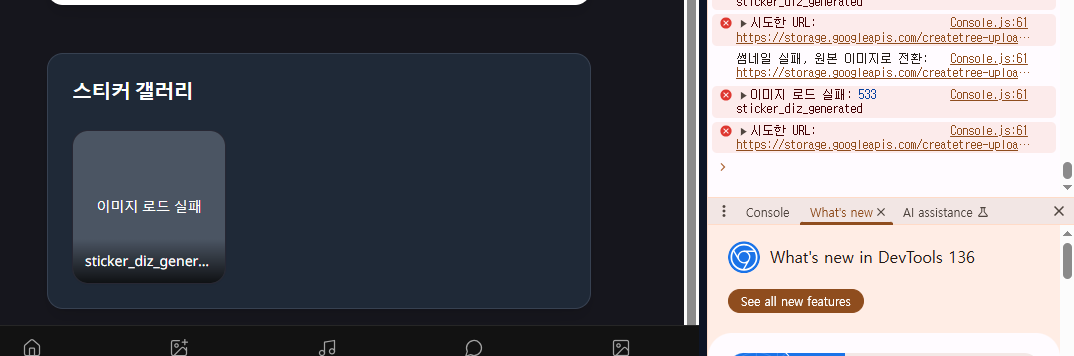 스티커 갤러리
이미지 로드 실패
sticker_diz_gener...
sticker_diz_generated
▶시도한 URL: Console.js:61
https://storage.googleapis.com/createtree-uploa…
썸네일 실패, 원본 이미지로 전환: Console.js:61
https://storage.googleapis.com/createtree-uploa…
▶이미지 로드 실패: 533 Console.js:61
sticker_diz_generated
▶시도한 URL: Console.js:61
https://storage.googleapis.com/createtree-uploa…
Console What's new AI assistance
What's new in DevTools 136
See all new features